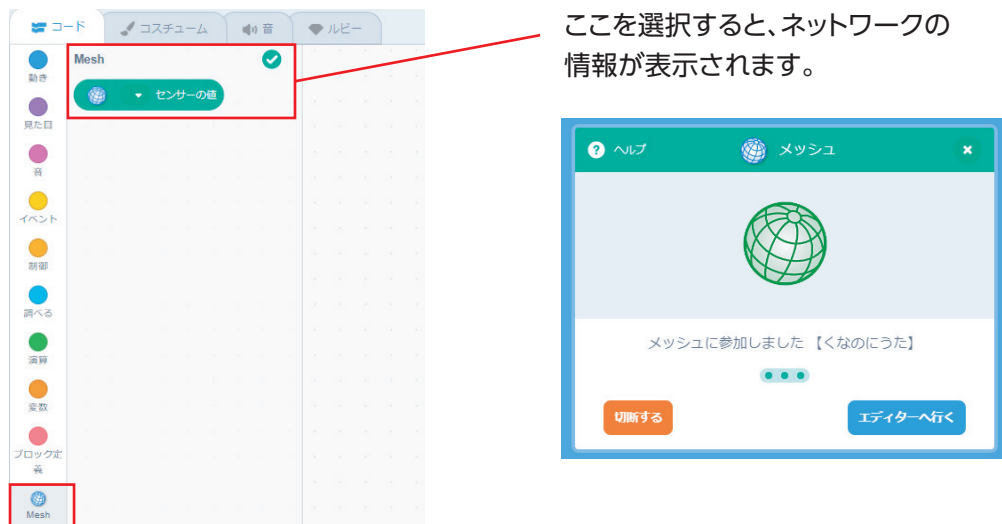 コード
コスチューム
音
ルビー
動き
見た目
音
イベント
制御
調べる
演算
変数
ブロック定
義
Mesh
Mesh
センサーの値
ここを選択すると、ネットワークの
情報が表示されます。
? ヘルプ
メッシュ
メッシュに参加しました 【くなのにうた】
切断する
エディターへ行く